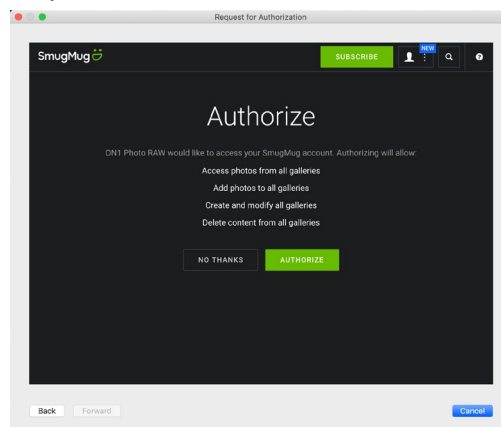 Request for Authorization
SmugMug
SUBSCRIBE
NEW
Authorize
ON1 Photo RAW would like to access your SmugMug account. Authorizing will allow:
Access photos from all galleries
Add photos to all galleries
Create and modify all galleries
Delete content from all galleries
NO THANKS
AUTHORIZE
Back
Forward
Cancel